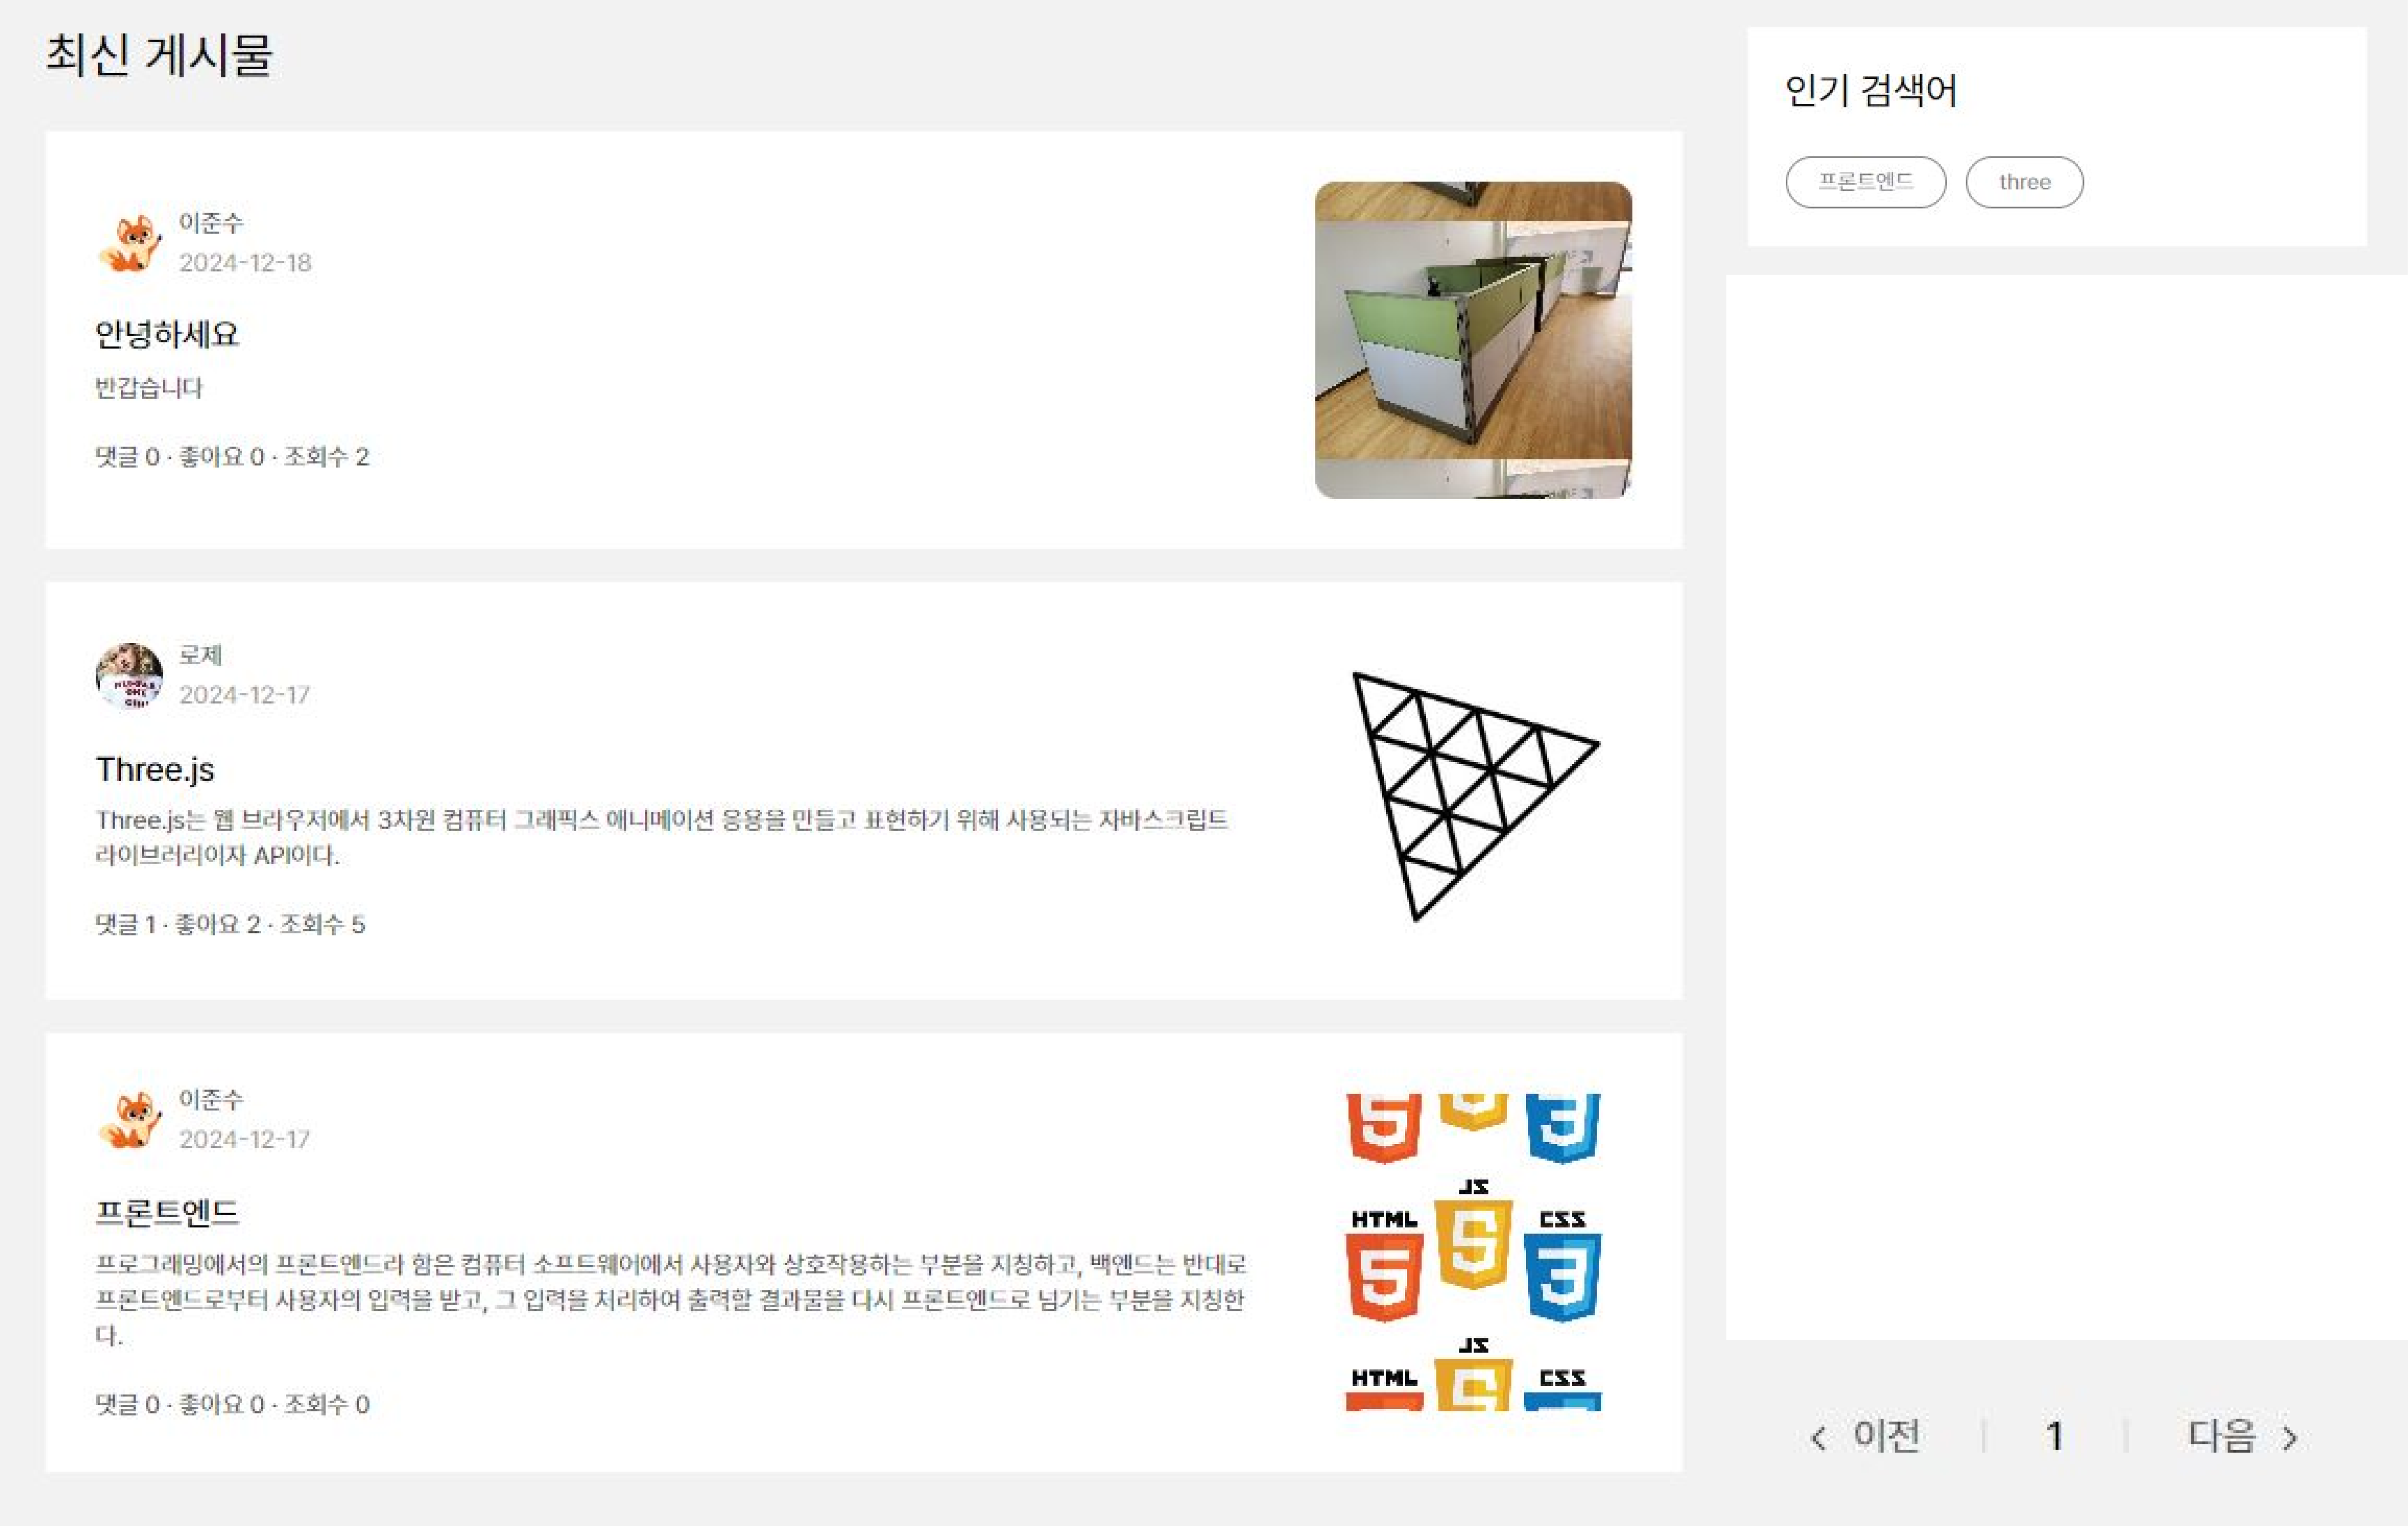 최신 게시물
이준수
2024-12-18
안녕하세요
반갑습니다
댓글 0 · 좋아요 0 · 조회수 2
로제
2024-12-17
Three.js
Three.js는 웹 브라우저에서 3차원 컴퓨터 그래픽스 애니메이션 응용을 만들고 표현하기 위해 사용되는 자바스크립트
라이브러리이자 API이다.
댓글 1 · 좋아요 2 · 조회수 5
이준수
2024-12-17
프론트엔드
프로그래밍에서의 프론트엔드라 함은 컴퓨터 소프트웨어에서 사용자와 상호작용하는 부분을 지칭하고, 백엔드는 반대로
프론트엔드로부터 사용자의 입력을 받고, 그 입력을 처리하여 출력할 결과물을 다시 프론트엔드로 넘기는 부분을 지칭한
다.
댓글 0 · 좋아요 0 · 조회수 0
5 3
JS
HTML 5 CSS 3
JS
HTML CSS
인기 검색어
프론트엔드 three
< 이전 | 1 | 다음 >